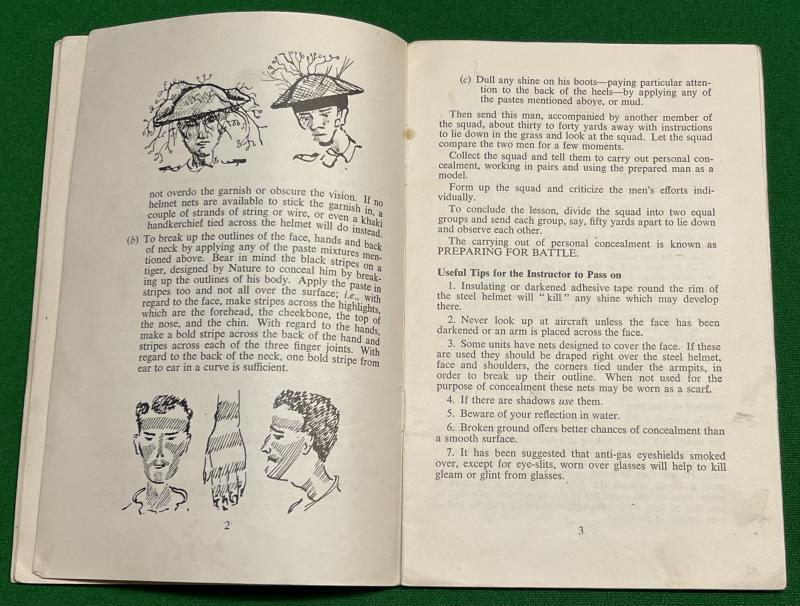 not overdo the garnish or obscure the vision. If no
helmet nets are available to stick the garnish in, a
couple of strands of string or wire, or even a khaki
handkerchief tied across the helmet will do instead.
(b) To break up the outlines of the face, hands and back
of neck by applying any of the paste mixtures men-
tioned above. Bear in mind the black stripes on a
tiger, designed by Nature to conceal him by break-
ing up the outlines of his body. Apply the paste in
stripes too and not all over the surface; i.e., with
regard to the face, make stripes across the highlights,
which are the forehead, the cheekbone, the top of
the nose, and the chin. With regard to the hands,
make a bold stripe across the back of the hand and
stripes across each of the three finger joints. With
regard to the back of the neck, one bold stripe from
ear to ear in a curve is sufficient.
2
(c) Dull any shine on his boots—paying particular atten-
tion to the back of the heels—by applying any of
the pastes mentioned above, or mud.
Then send this man, accompanied by another member of
the squad, about thirty to forty yards away with instructions
to lie down in the grass and look at the squad. Let the squad
compare the two men for a few moments.
Collect the squad and tell them to carry out personal con-
cealment, working in pairs and using the prepared man as a
model.
Form up the squad and criticize the men's efforts indi-
vidually.
To conclude the lesson, divide the squad into two equal
groups and send each group, say, fifty yards apart to lie down
and observe each other.
The carrying out of personal concealment is known as
PREPARING FOR BATTLE.
Useful Tips for the Instructor to Pass on
1. Insulating or darkened adhesive tape round the rim of
the steel helmet will "kill" any shine which may develop
there.
2. Never look up at aircraft unless the face has been
darkened or an arm is placed across the face.
3. Some units have nets designed to cover the face. If these
are used they should be draped right over the steel helmet,
face and shoulders, the corners tied under the armpits, in
order to break up their outline. When not used for the
purpose of concealment these nets may be worn as a scarf.
4. If there are shadows use them.
5. Beware of your reflection in water.
6. Broken ground offers better chances of concealment than
a smooth surface.
7. It has been suggested that anti-gas eyeshields smoked
over, except for eye-slits, worn over glasses will help to kill
gleam or glint from glasses.
3